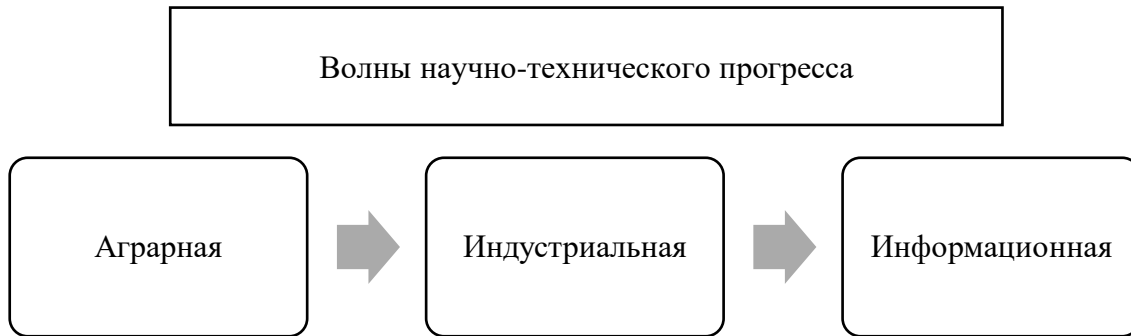 Волны научно-технического прогресса
Аграрная
Индустриальная
Информационная